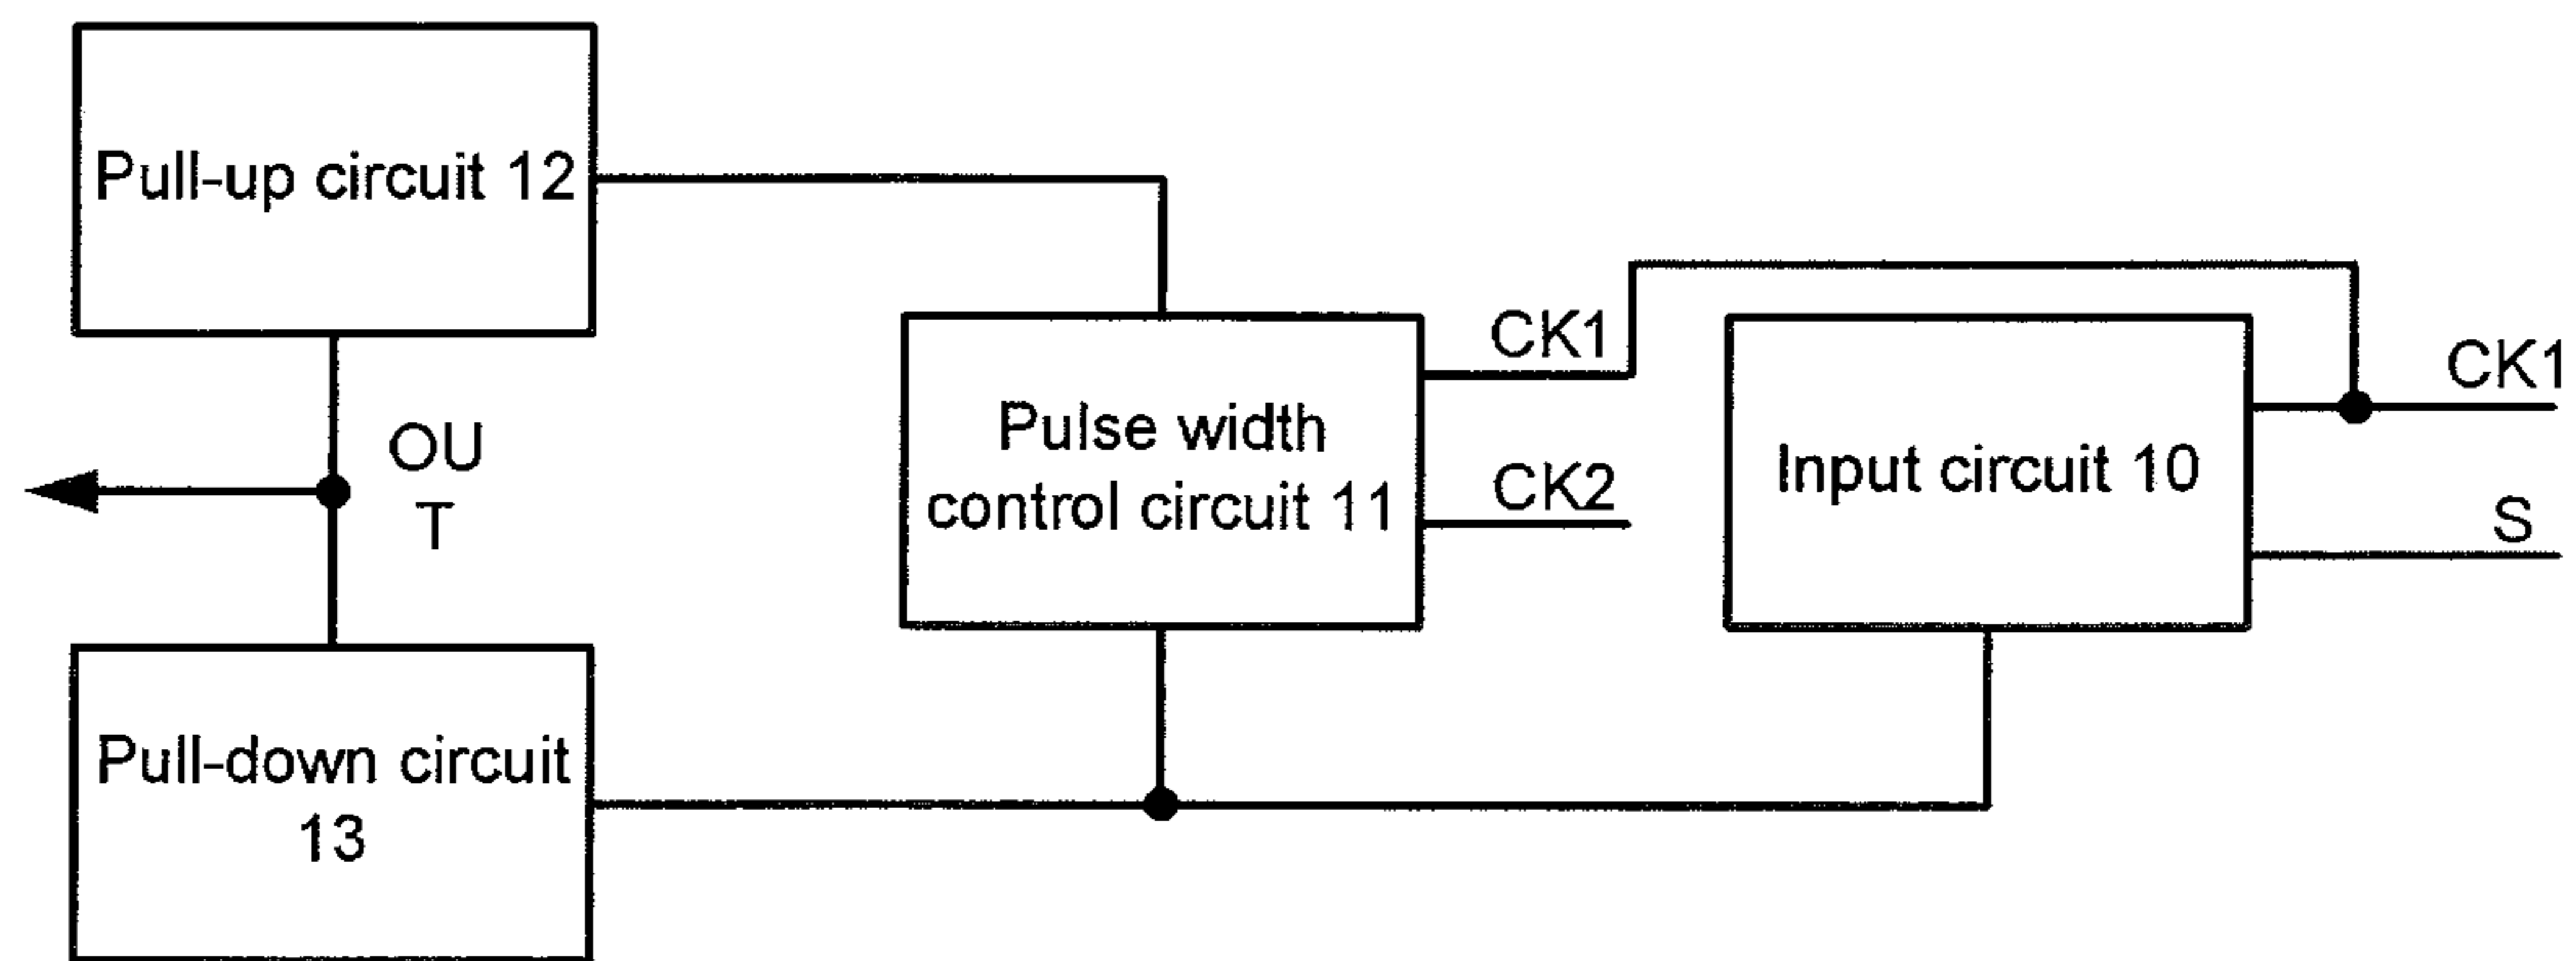 Pull-up circuit 12
OU
T
Pull-down circuit
13
Pulse width
control circuit 11
CK1
CK2
Input circuit 10
CK1
S